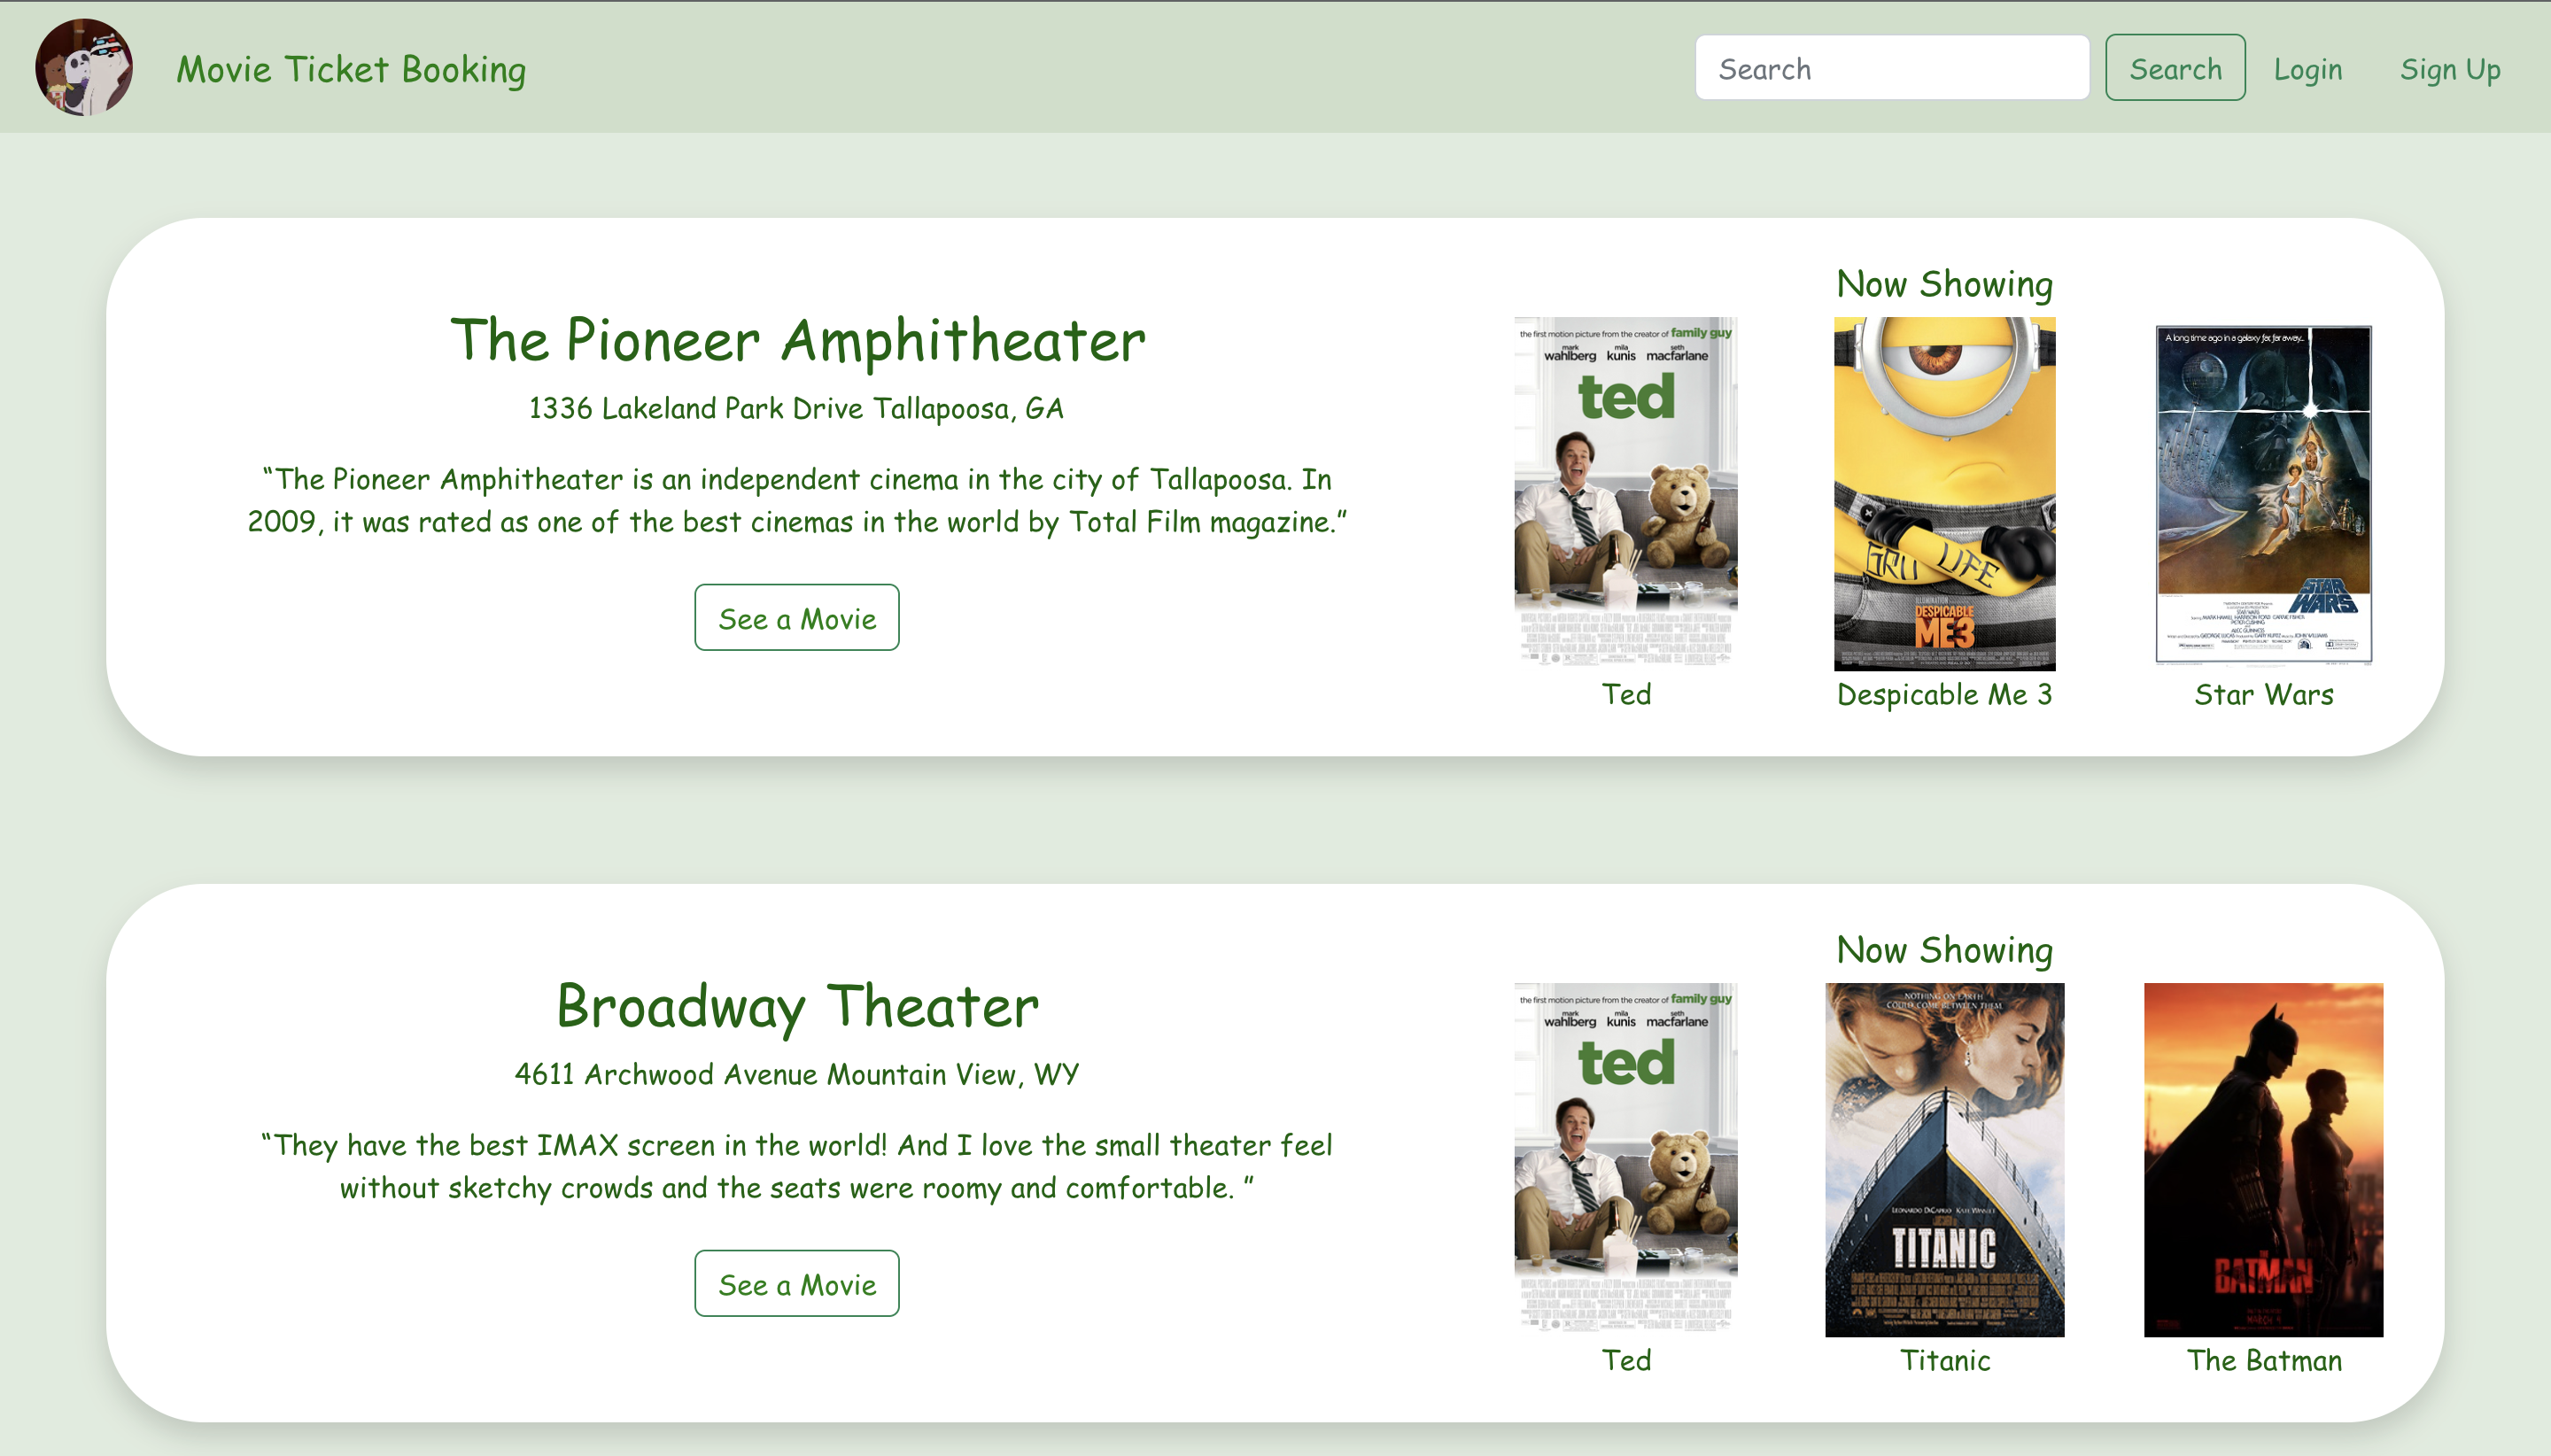 Movie Ticket Booking
Search
Search
Login
Sign Up
The Pioneer Amphitheater
1336 Lakeland Park Drive Tallapoosa, GA
“The Pioneer Amphitheater is an independent cinema in the city of Tallapoosa. In
2009, it was rated as one of the best cinemas in the world by Total Film magazine.”
See a Movie
Now Showing
the first motion picture from the creator of family guy
mark wahlberg
mila kunis
seth macfarlane
ted
Ted
GRU LIFE
ILLUMINATION
DESPICABLE
ME3
Despicable Me 3
A long time ago in a galaxy far, far away...
STAR
WARS
Star Wars
Broadway Theater
4611 Archwood Avenue Mountain View, WY
“They have the best IMAX screen in the world! And I love the small theater feel
without sketchy crowds and the seats were roomy and comfortable. ”
See a Movie
Now Showing
the first motion picture from the creator of family guy
mark wahlberg
mila kunis
seth macfarlane
ted
Ted
NOTHING ON EARTH
COULD COME BETWEEN THEM.
LEONARDO DiCAPRIO KATE WINSLET
TITANIC
Titanic
THE
BATMAN
MARCH 4
The Batman